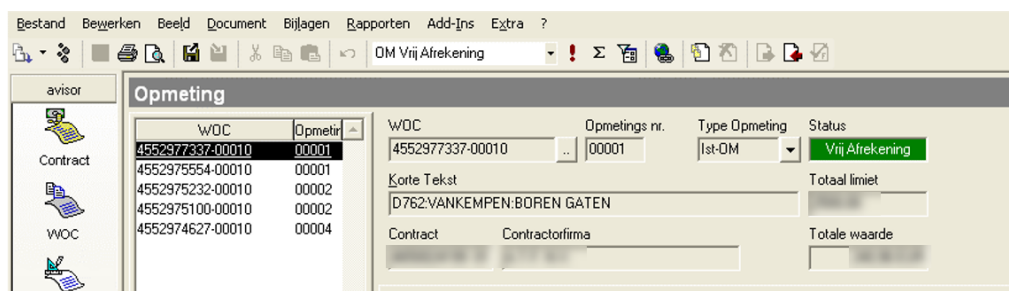 Bestand Bewerken Beeld Document Bijlagen Rapporten Add-Ins Extra ?
OM Vrij Afrekening
avisor
Contract
WOC
Opmeting
WOC Opmetir
4552977337-00010 00001
4552975554-00010 00001
4552975232-00010 00002
4552975100-00010 00002
4552974627-00010 00004
WOC Opmetings nr. Type Opmeting Status
4552977337-00010 .. 00001 Ist-OM Vrij Afrekening
Korte Tekst Totaal limiet
D762:VANKEMPEN:BOREN GATEN
Contract Contractorfirma Totale waarde